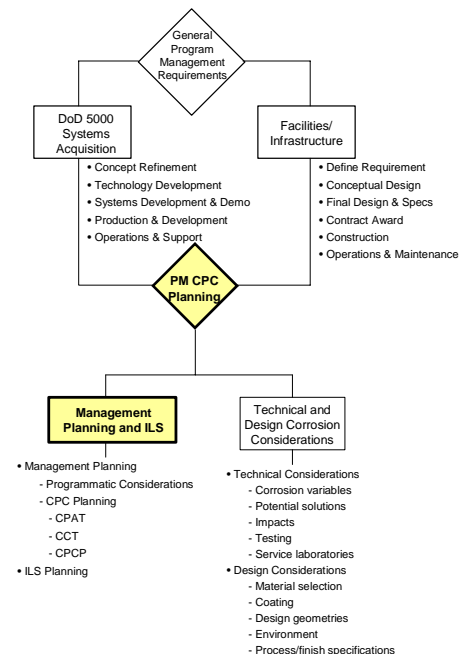 General
Program
Management
Requirements
DoD 5000
Systems
Acquisition
• Concept Refinement
• Technology Development
• Systems Development & Demo
• Production & Development
• Operations & Support
Facilities/
Infrastructure
• Define Requirement
• Conceptual Design
• Final Design & Specs
• Contract Award
• Construction
• Operations & Maintenance
PM CPC
Planning
Management
Planning and ILS
• Management Planning
- Programmatic Considerations
- CPC Planning
- CPAT
- CCT
- CPCP
• ILS Planning
Technical and
Design Corrosion
Considerations
• Technical Considerations
- Corrosion variables
- Potential solutions
- Impacts
- Testing
- Service laboratories
• Design Considerations
- Material selection
- Coating
- Design geometries
- Environment
- Process/finish specifications